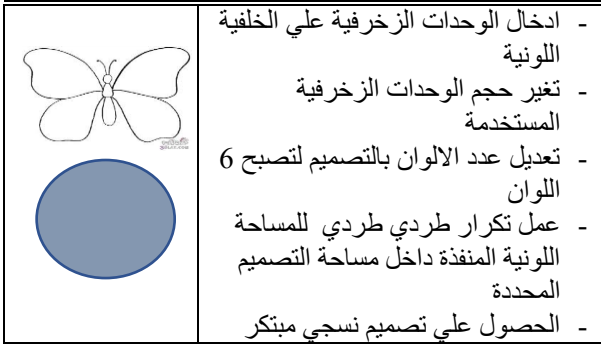 - ادخال الوحدات الزخرفية علي الخلفية
اللونية
- تغير حجم الوحدات الزخرفية
المستخدمة
- تعديل عدد الالوان بالتصميم لتصبح 6
اللوان
- عمل تكرار طردي طردي للمساحة
اللونية المنفذة داخل مساحة التصميم
المحددة
- الحصول علي تصميم نسجي مبتكر